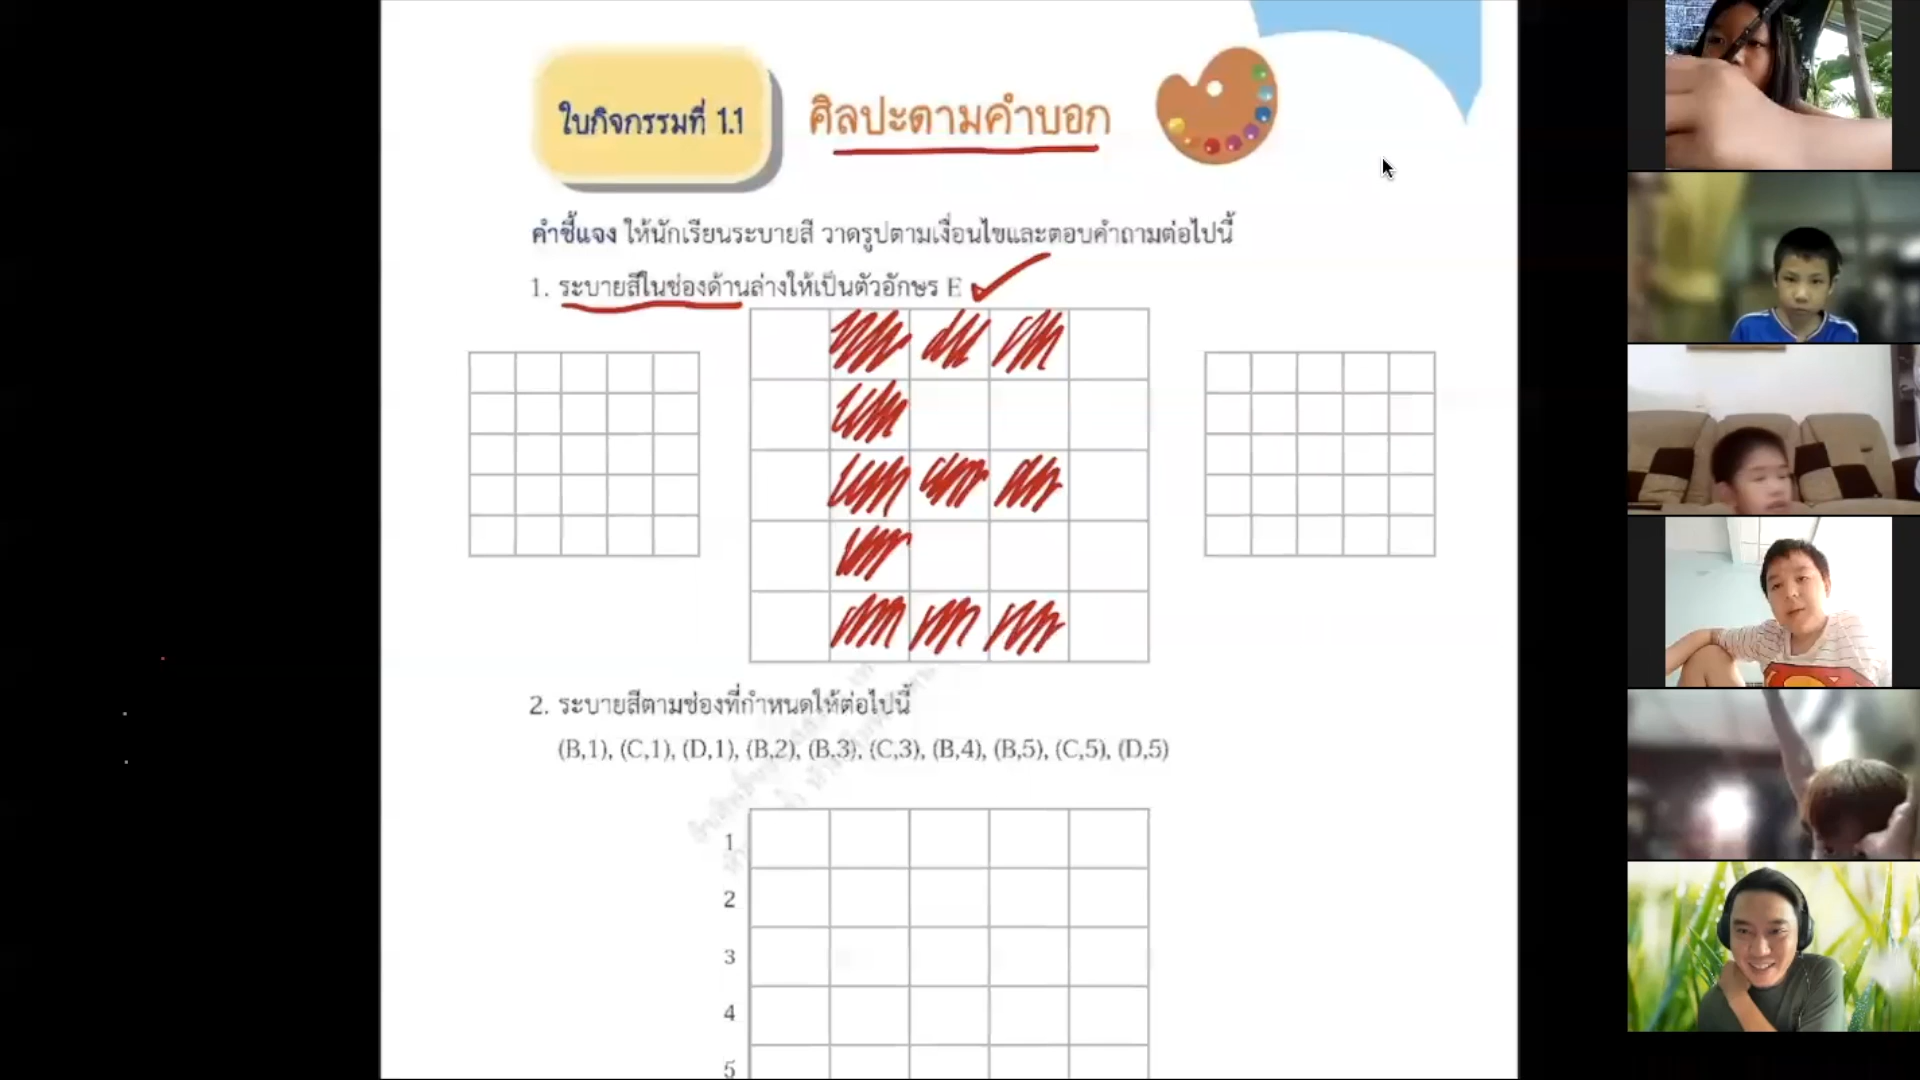 ใบกิจกรรมที่ 1.1
ศิลปะตามคำบอก
คำชี้แจง ให้นักเรียนระบายสี วาดรูปตามเงื่อนไขและตอบคำถามต่อไปนี้
1. ระบายสีในช่องด้านล่างให้เป็นตัวอักษร E
2. ระบายสีตามช่องที่กำหนดให้ต่อไปนี้
(B,1), (C,1), (D,1), (B,2), (B,3), (C,3), (B,4), (B,5), (C,5), (D,5)
1
2
3
4
5